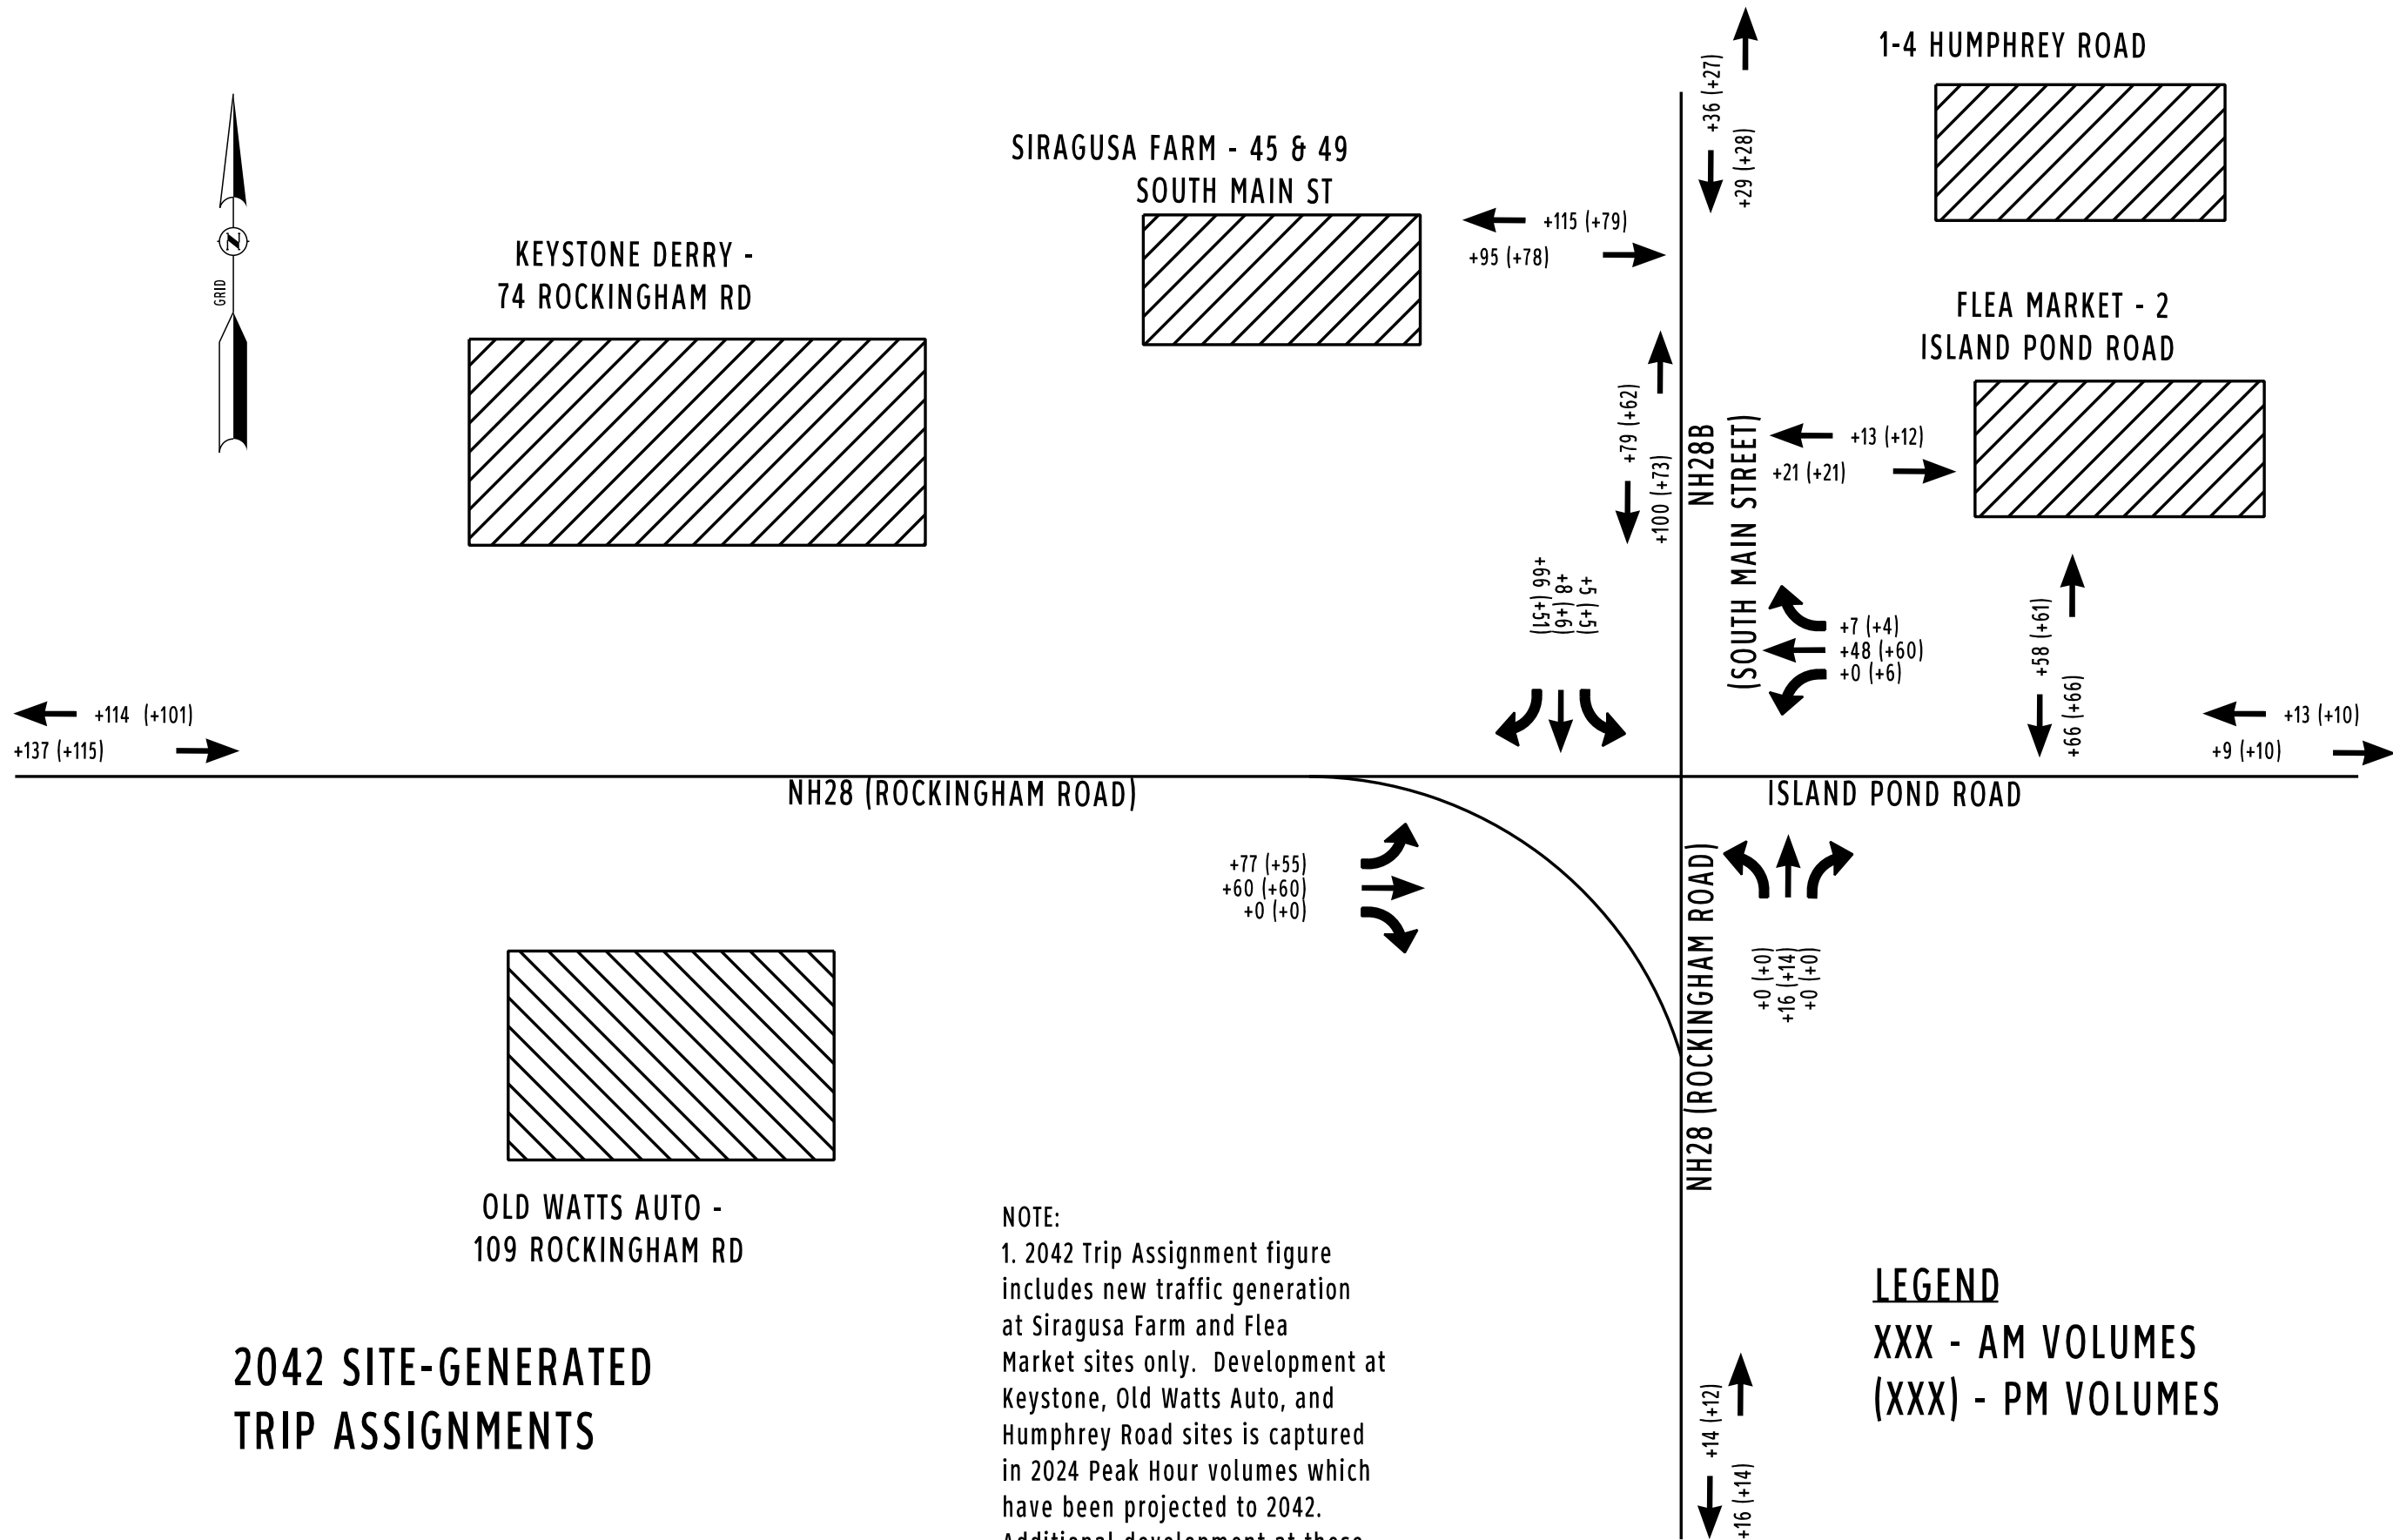 1-4 HUMPHREY ROAD
+36 (+27)
+29 (+28)
SIRAGUSA FARM - 45 & 49
SOUTH MAIN ST
+115 (+79)
+95 (+78)
KEYSTONE DERRY -
74 ROCKINGHAM RD
N
GRID
FLEA MARKET - 2
ISLAND POND ROAD
+79 (+62)
+100 (+73)
NH28B
(SOUTH MAIN STREET)
+13 (+12)
+21 (+21)
+66 (+51)
+8 (+6)
+5 (+5)
+7 (+4)
+48 (+60)
+0 (+6)
+58 (+61)
+66 (+66)
+114 (+101)
+137 (+115)
+13 (+10)
+9 (+10)
NH28 (ROCKINGHAM ROAD)
ISLAND POND ROAD
+77 (+55)
+60 (+60)
+0 (+0)
NH28 (ROCKINGHAM ROAD)
+0 (+0)
+16 (+14)
+0 (+0)
OLD WATTS AUTO -
109 ROCKINGHAM RD
NOTE:
1. 2042 Trip Assignment figure
includes new traffic generation
at Siragusa Farm and Flea
Market sites only. Development at
Keystone, Old Watts Auto, and
Humphrey Road sites is captured
in 2024 Peak Hour volumes which
have been projected to 2042.
Additional development at these
LEGEND
XXX - AM VOLUMES
(XXX) - PM VOLUMES
2042 SITE-GENERATED
TRIP ASSIGNMENTS
+14 (+12)
+16 (+14)